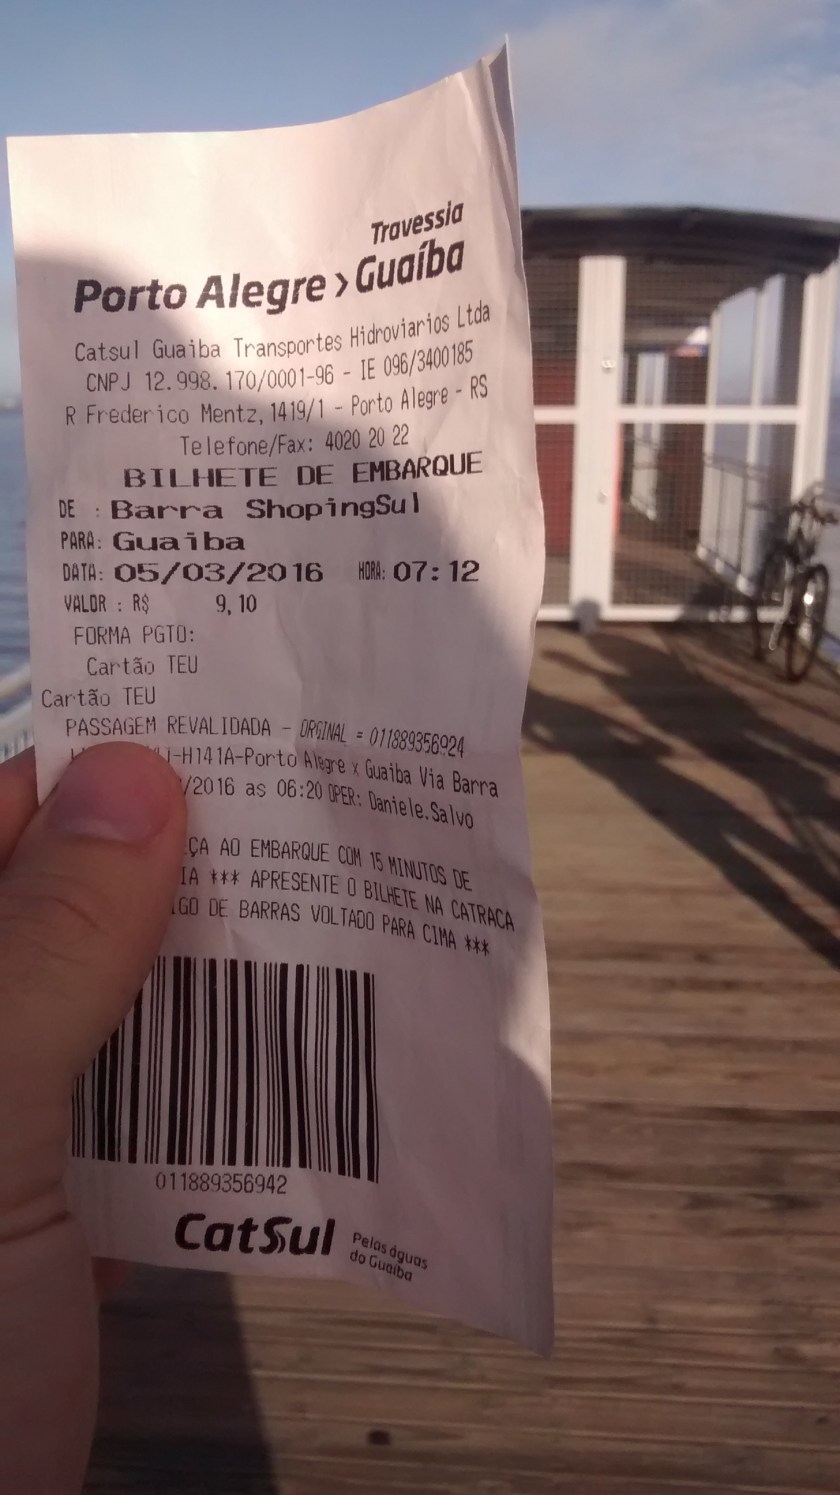 Travessia
Porto Alegre > Guaíba
Catsul Guaiba Transportes Hidroviarios Ltda
CNPJ 12.998.170/0001-96 - IE 096/3400185
R Frederico Mentz, 1419/1 - Porto Alegre - RS
Telefone/Fax: 4020 20 22
BILHETE DE EMBARQUE
DE : Barra ShopingSul
PARA: Guaiba
DATA: 05/03/2016 HORA: 07:12
VALOR : R$ 9,10
FORMA PGTO:
Cartão TEU
Cartão TEU
PASSAGEM REVALIDADA - ORGINAL = 011889356924
-H141A-Porto Alegre x Guaiba Via Barra
/2016 as 06:20 OPER: Daniele.Salvo
ÇA AO EMBARQUE COM 15 MINUTOS DE
IA *** APRESENTE O BILHETE NA CATRACA
IGO DE BARRAS VOLTADO PARA CIMA ***
011889356942
CatSul Pelas águas
do Guaíba